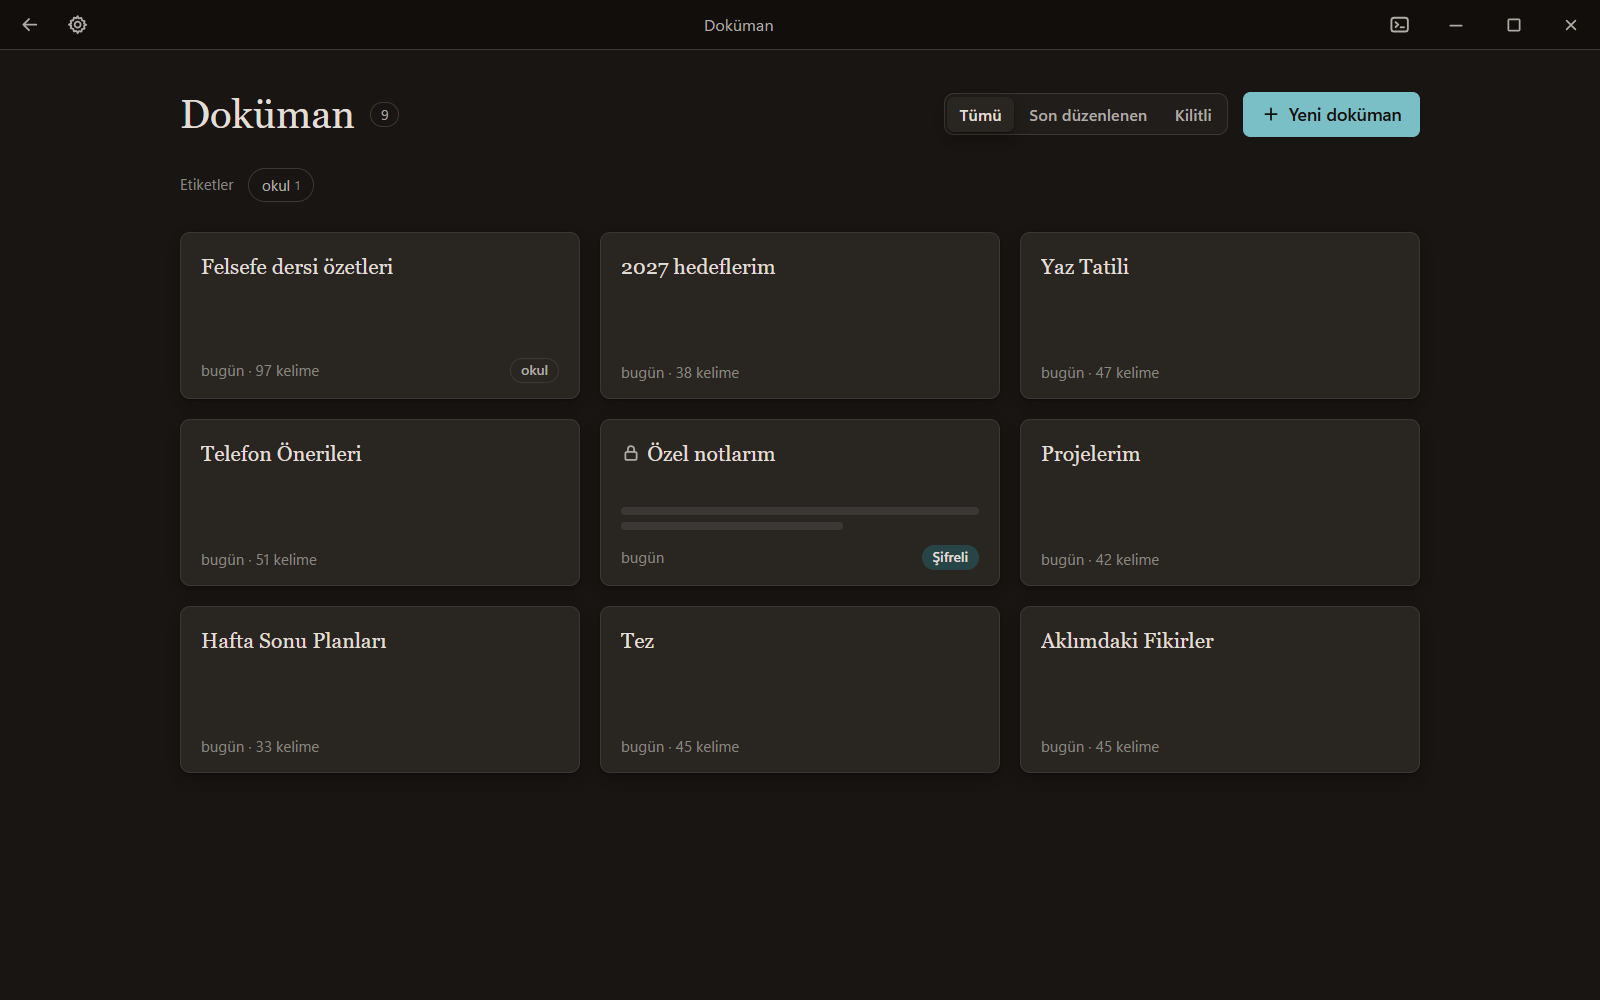 Doküman
Doküman 9
Tümü Son düzenlenen Kilitli + Yeni doküman
Etiketler okul 1
Felsefe dersi özetleri
bugün · 97 kelime okul
2027 hedeflerim
bugün · 38 kelime
Yaz Tatili
bugün · 47 kelime
Telefon Önerileri
bugün · 51 kelime
Özel notlarım
bugün Şifreli
Projelerim
bugün · 42 kelime
Hafta Sonu Planları
bugün · 33 kelime
Tez
bugün · 45 kelime
Aklımdaki Fikirler
bugün · 45 kelime